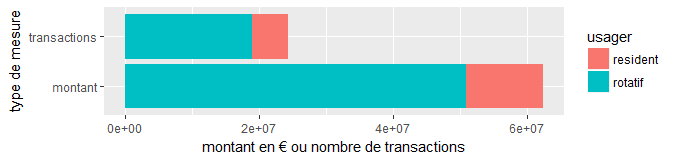 type de mesure
transactions
montant
0e+00 2e+07 4e+07 6e+07
montant en € ou nombre de transactions
usager
resident
rotatif